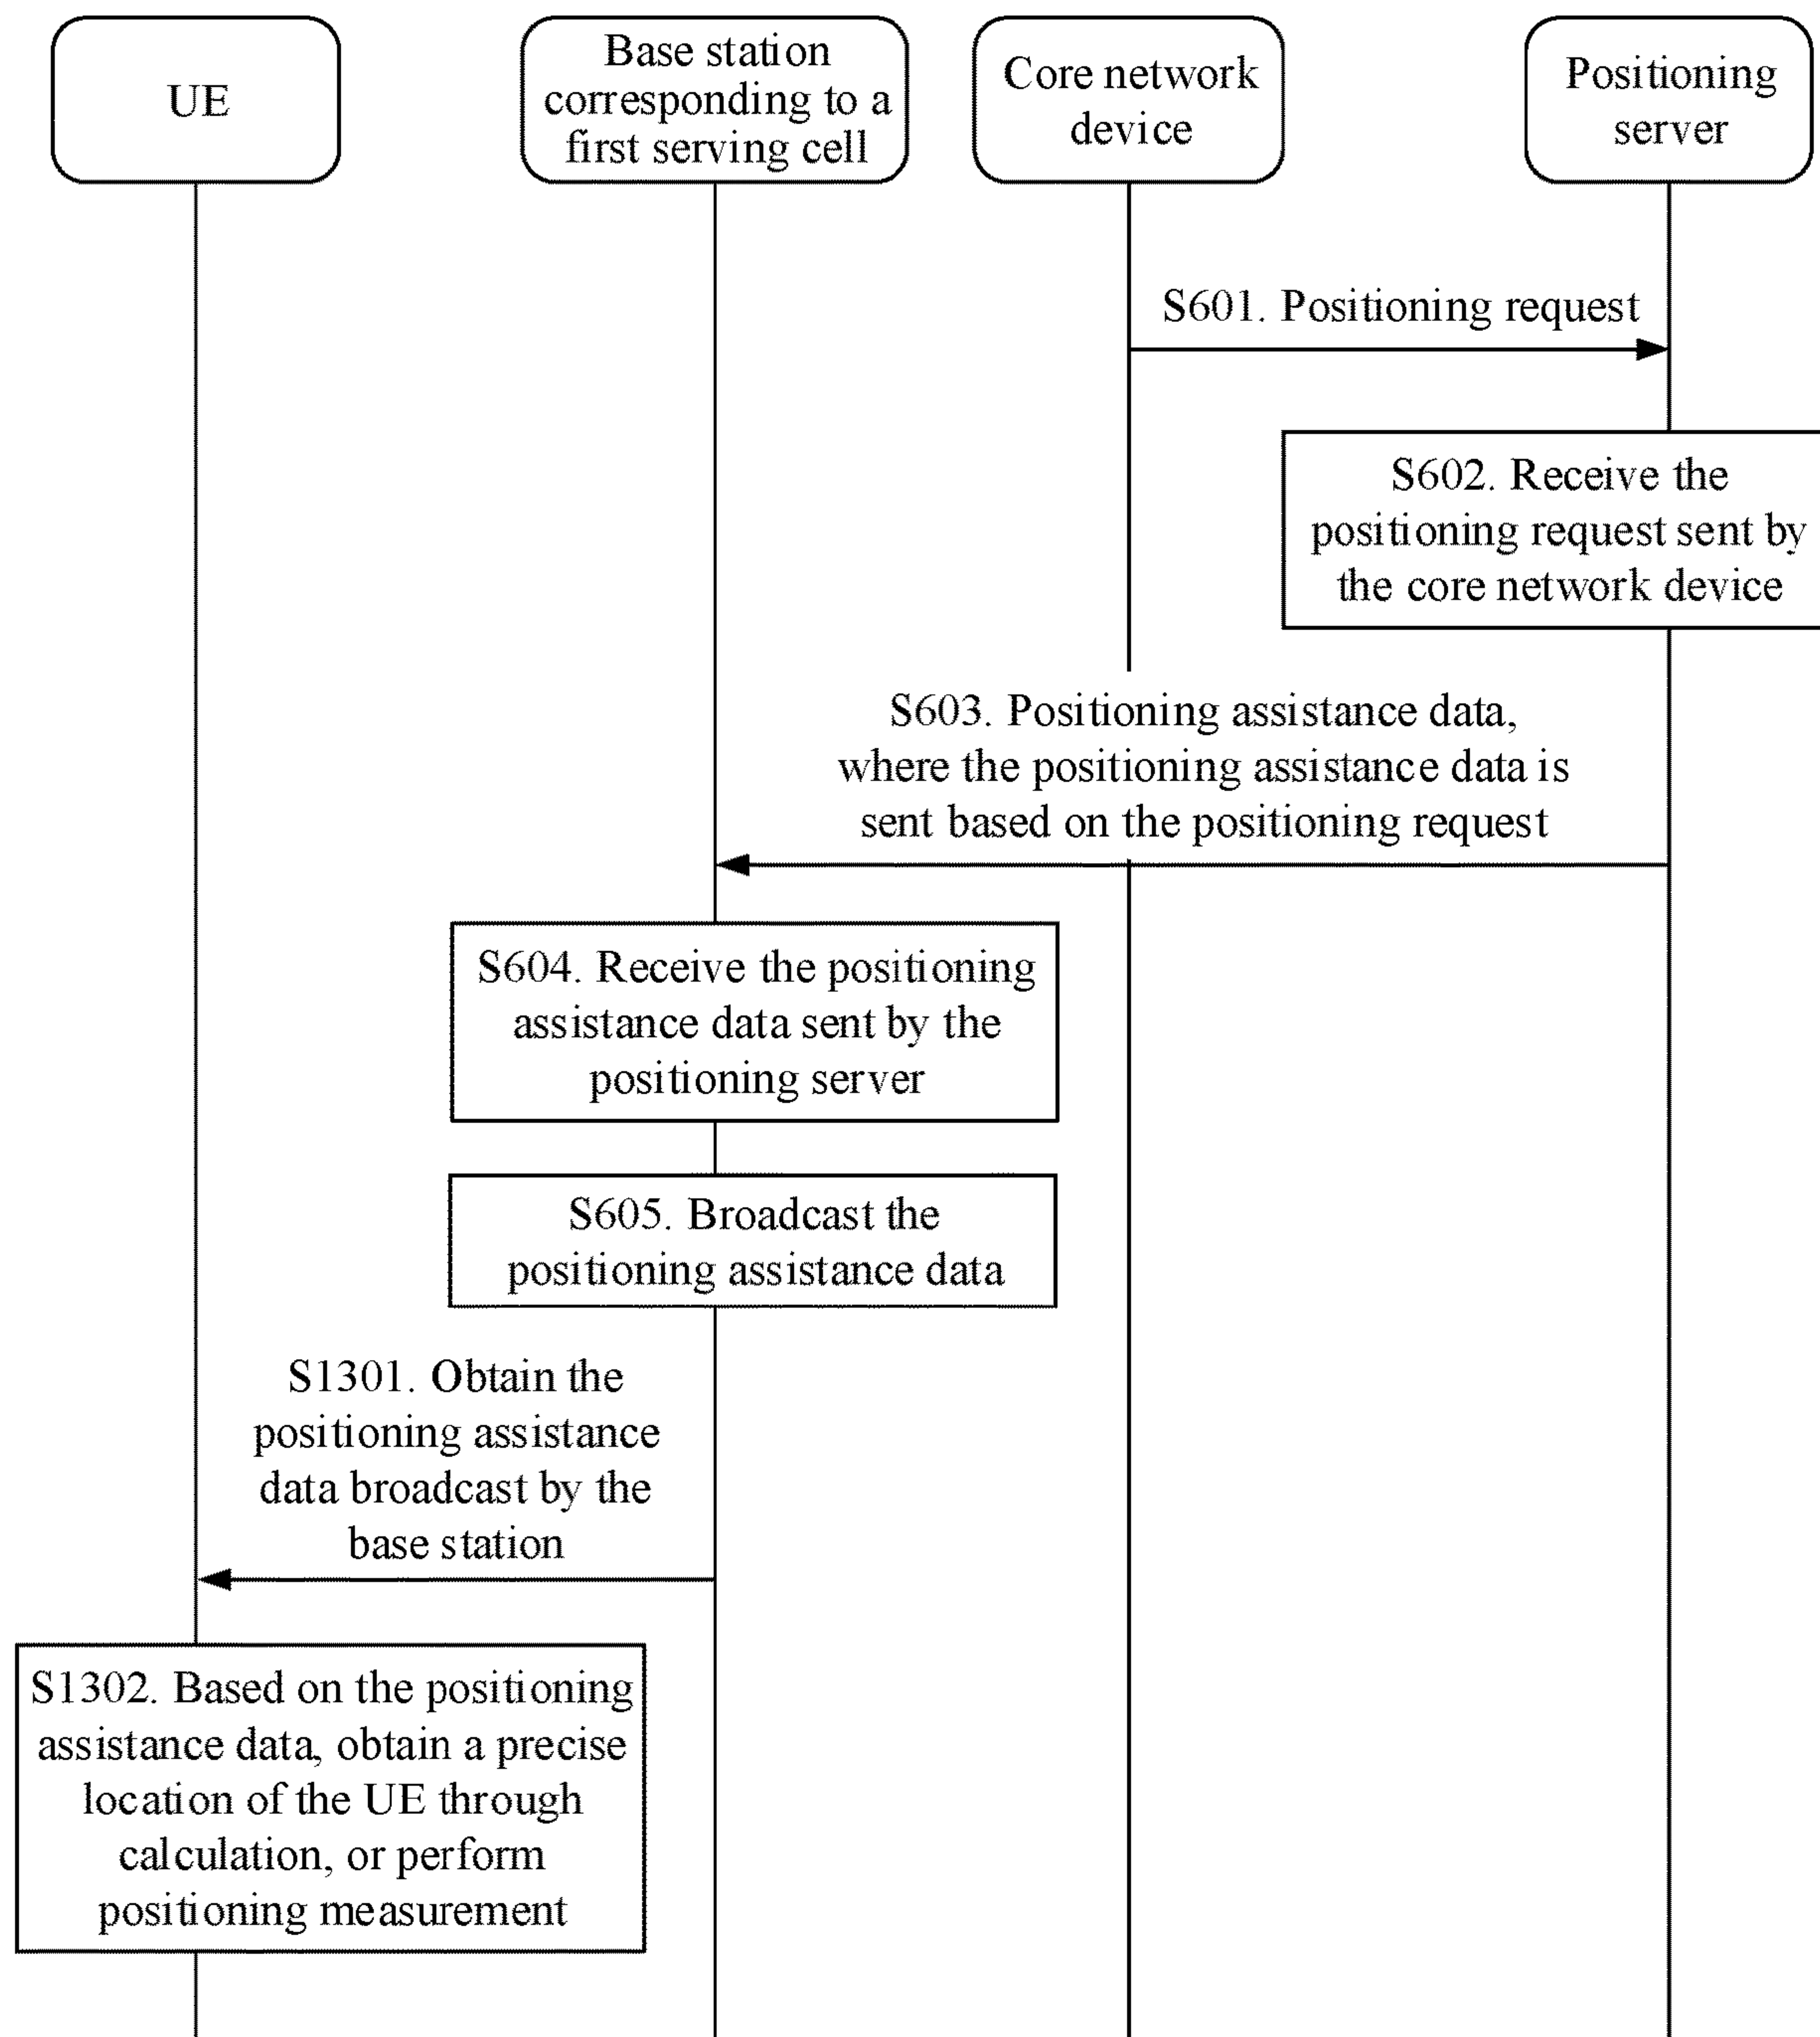 UE
Base station
corresponding to a
first serving cell
Core network
device
Positioning
server
S601. Positioning request
S602. Receive the
positioning request sent by
the core network device
S603. Positioning assistance data,
where the positioning assistance data is
sent based on the positioning request
S604. Receive the positioning
assistance data sent by the
positioning server
S605. Broadcast the
positioning assistance data
S1301. Obtain the
positioning assistance
data broadcast by the
base station
S1302. Based on the positioning
assistance data, obtain a precise
location of the UE through
calculation, or perform
positioning measurement